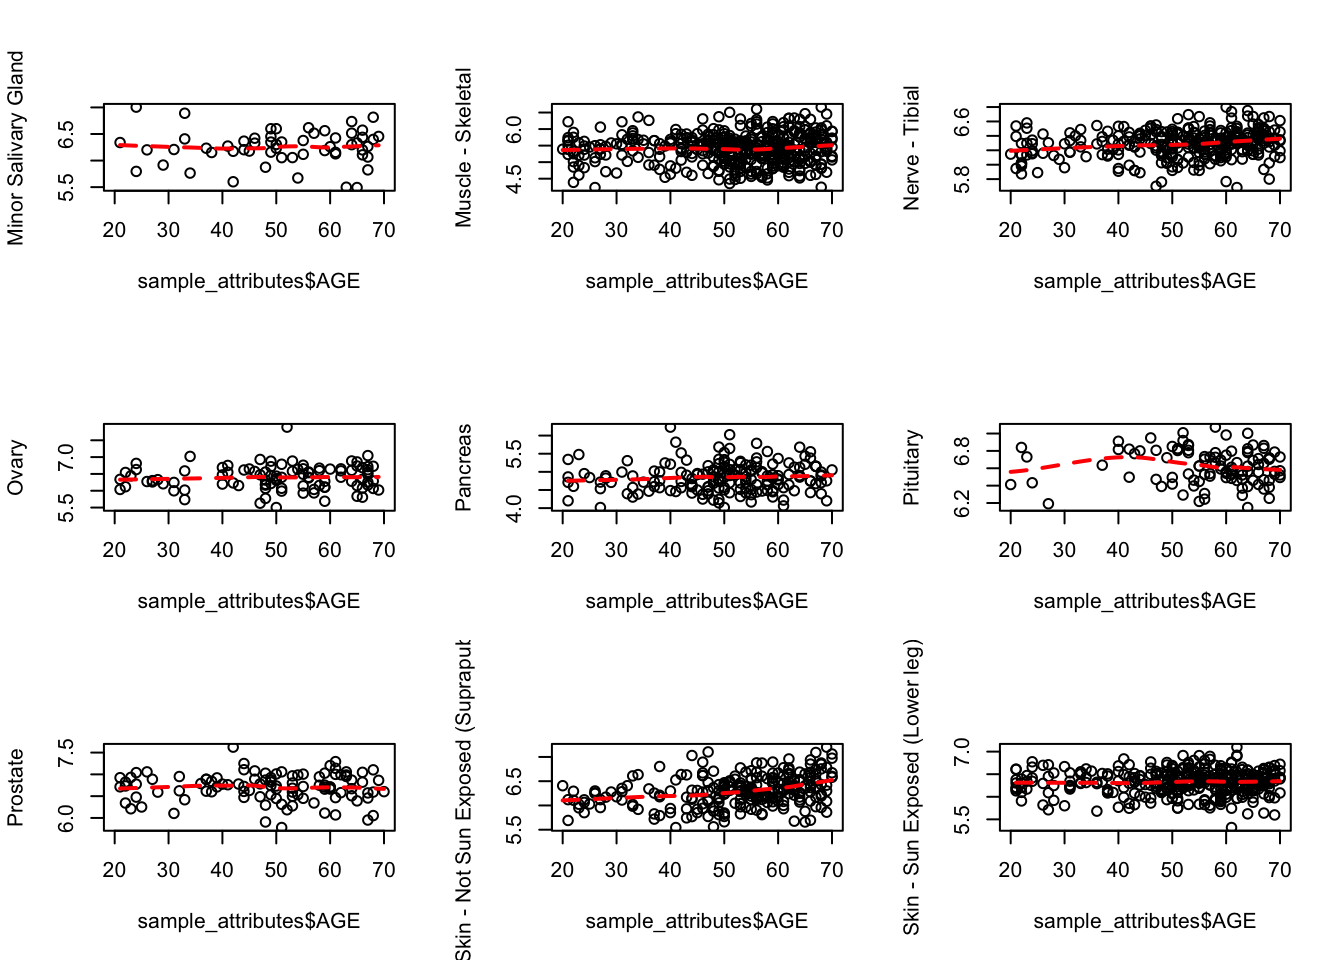 Minor Salivary Gland
5.5 6.5
20 30 40 50 60 70
sample_attributes$AGE
Muscle - Skeletal
4.5 6.0
20 30 40 50 60 70
sample_attributes$AGE
Nerve - Tibial
5.8 6.6
20 30 40 50 60 70
sample_attributes$AGE
Ovary
5.5 7.0
20 30 40 50 60 70
sample_attributes$AGE
Pancreas
4.0 5.5
20 30 40 50 60 70
sample_attributes$AGE
Pituitary
6.2 6.8
20 30 40 50 60 70
sample_attributes$AGE
Prostate
6.0 7.5
20 30 40 50 60 70
sample_attributes$AGE
Skin - Not Sun Exposed (Suprapub
5.5 6.5
20 30 40 50 60 70
sample_attributes$AGE
Skin - Sun Exposed (Lower leg)
5.5 7.0
20 30 40 50 60 70
sample_attributes$AGE